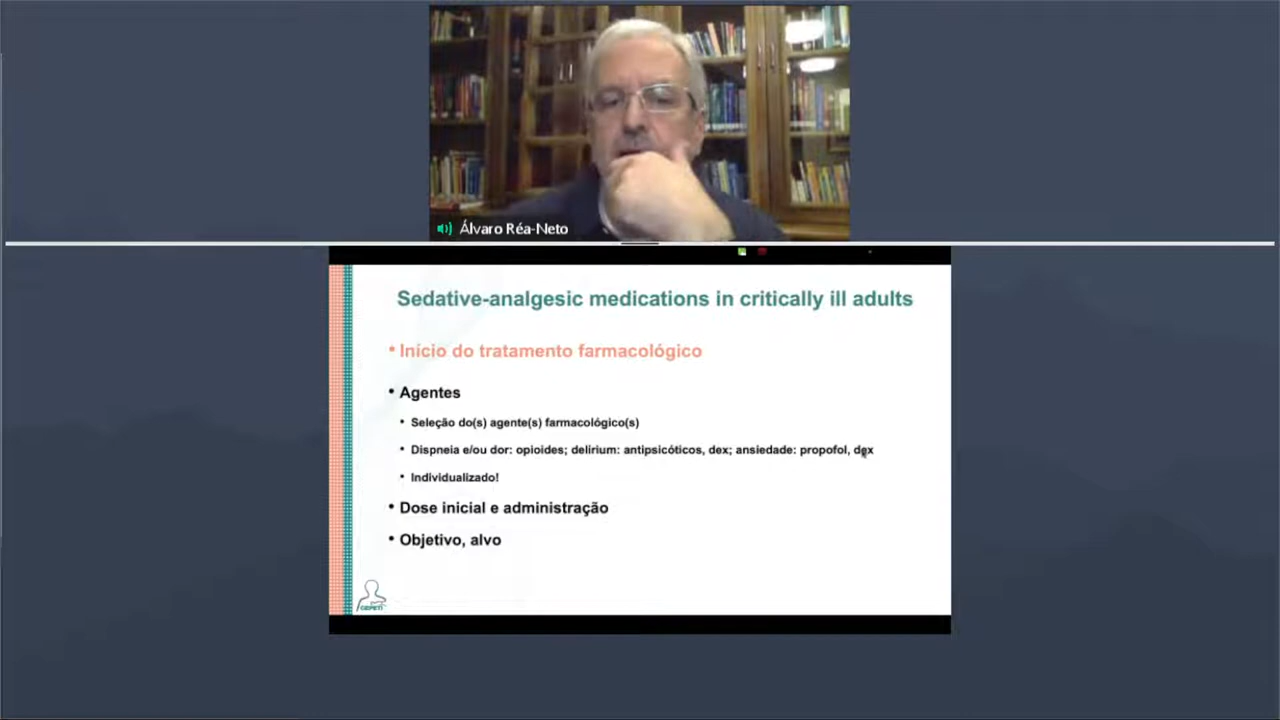 Álvaro Réa-Neto
Sedative-analgesic medications in critically ill adults
• Início do tratamento farmacológico
• Agentes
• Seleção do(s) agente(s) farmacológico(s)
• Dispneia e/ou dor: opioides; delirium: antipsicóticos, dex; ansiedade: propofol, dex
• Individualizado!
• Dose inicial e administração
• Objetivo, alvo
CEPETI